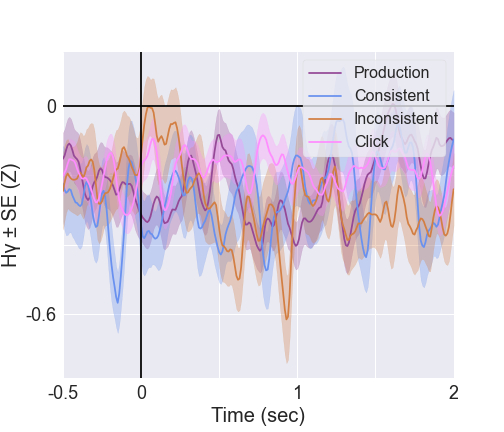 Production
Consistent
Inconsistent
Click
Hγ ± SE (Z)
0
-0.6
-0.5
0
1
2
Time (sec)